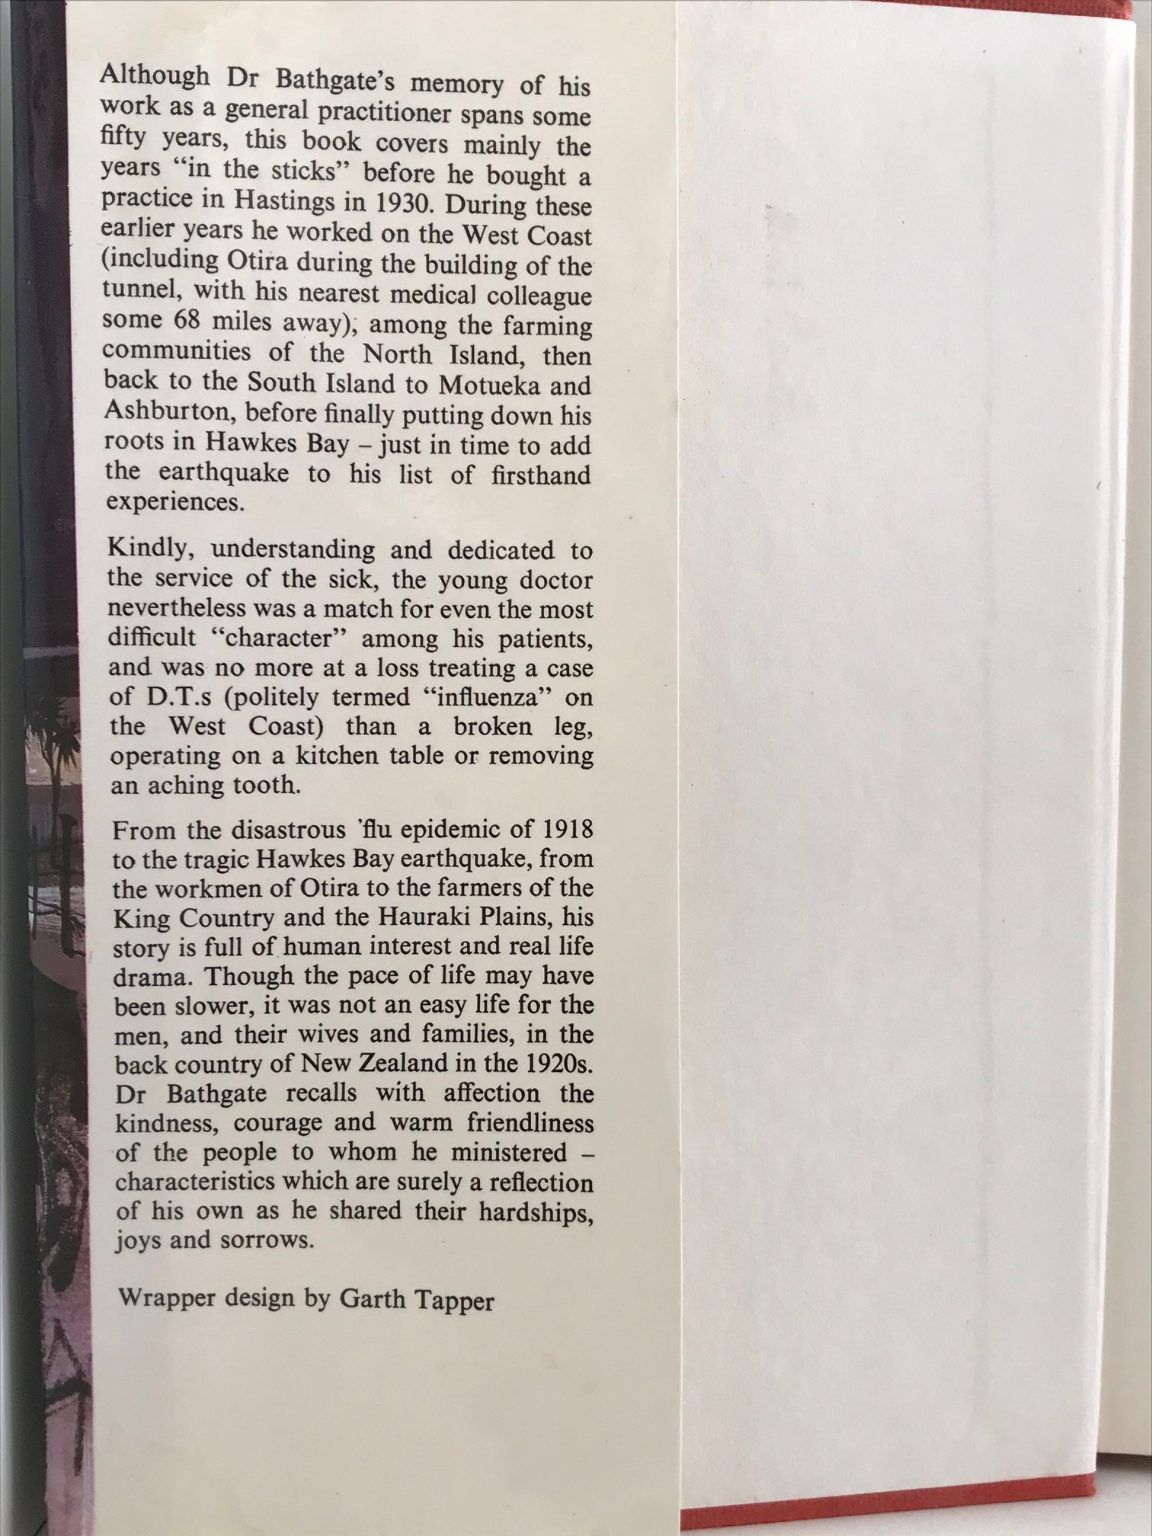 Although Dr Bathgate's memory of his
work as a general practitioner spans some
fifty years, this book covers mainly the
years “in the sticks” before he bought a
practice in Hastings in 1930. During these
earlier years he worked on the West Coast
(including Otira during the building of the
tunnel, with his nearest medical colleague
some 68 miles away), among the farming
communities of the North Island, then
back to the South Island to Motueka and
Ashburton, before finally putting down his
roots in Hawkes Bay – just in time to add
the earthquake to his list of firsthand
experiences.
Kindly, understanding and dedicated to
the service of the sick, the young doctor
nevertheless was a match for even the most
difficult “character” among his patients,
and was no more at a loss treating a case
of D.T.s (politely termed “influenza” on
the West Coast) than a broken leg,
operating on a kitchen table or removing
an aching tooth.
From the disastrous 'flu epidemic of 1918
to the tragic Hawkes Bay earthquake, from
the workmen of Otira to the farmers of the
King Country and the Hauraki Plains, his
story is full of human interest and real life
drama. Though the pace of life may have
been slower, it was not an easy life for the
men, and their wives and families, in the
back country of New Zealand in the 1920s.
Dr Bathgate recalls with affection the
kindness, courage and warm friendliness
of the people to whom he ministered –
characteristics which are surely a reflection
of his own as he shared their hardships,
joys and sorrows.
Wrapper design by Garth Tapper